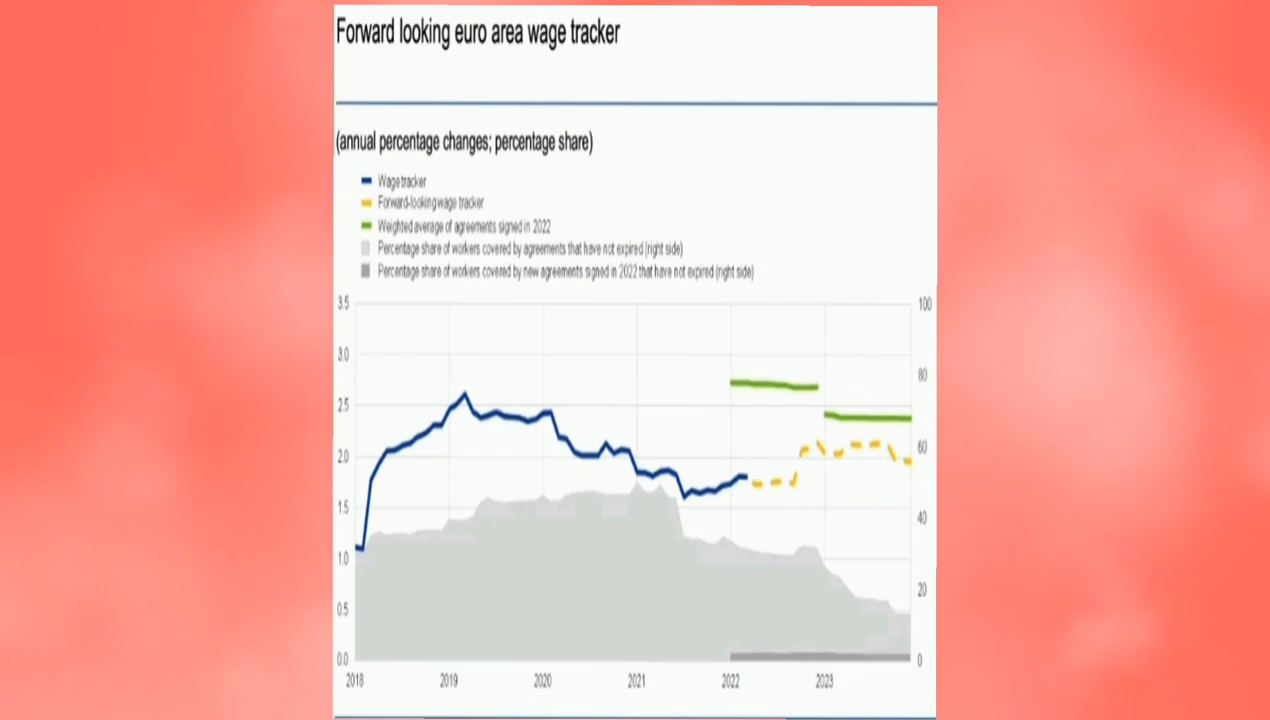 Forward looking euro area wage tracker
(annual percentage changes; percentage share)
Wage tracker
Forward-looking wage tracker
Weighted average of agreements signed in 2022
Percentage share of workers covered by agreements that have not expired (right side)
Percentage share of workers covered by new agreements signed in 2022 that have not expired (right side)
3.5 100
3.0
80
2.5
60
2.0
1.5
40
1.0
20
0.5
0.0 0
2018 2019 2020 2021 2022 2023